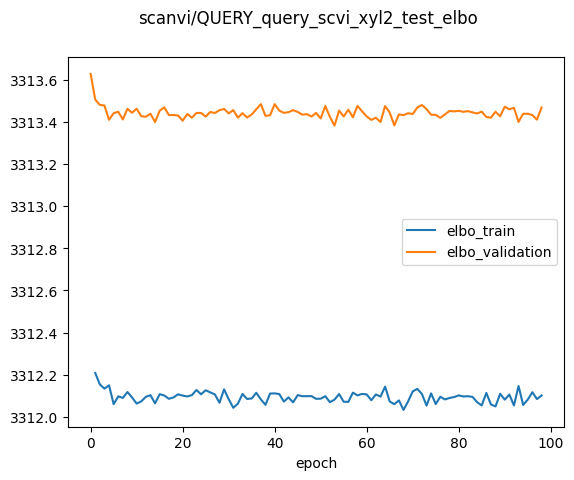 scanvi/QUERY_query_scvi_xyl2_test_elbo
3313.6
3313.4
3313.2
3313.0
3312.8
3312.6
3312.4
3312.2
3312.0
elbo_train
elbo_validation
0 20 40 60 80 100
epoch